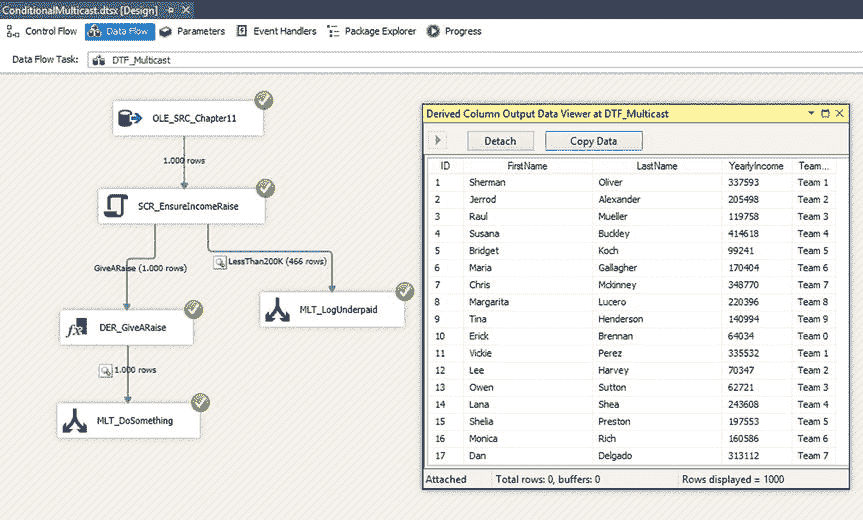 ConditionalMulticast.dtsx [Design]
Control Flow Data Flow Parameters Event Handlers Package Explorer Progress
Data Flow Task: DTF_Multicast
OLE_SRC_Chapter11
1.000 rows
SCR_EnsureIncomeRaise
GiveARaise (1.000 rows)
LessThan200K (466 rows)
MLT_LogUnderpaid
fx DER_GiveARaise
1.000 rows
MLT_DoSomething
Derived Column Output Data Viewer at DTF_Multicast
Detach Copy Data
ID FirstName LastName YearlyIncome Team...
1 Sherman Oliver 337593 Team 1
2 Jerrod Alexander 205498 Team 2
3 Raul Mueller 119758 Team 3
4 Susana Buckley 414618 Team 4
5 Bridget Koch 99241 Team 5
6 Maria Gallagher 170404 Team 6
7 Chris Mckinney 348770 Team 7
8 Margarita Lucero 220396 Team 8
9 Tina Henderson 140994 Team 9
10 Erick Brennan 64034 Team 0
11 Vickie Perez 335532 Team 1
12 Lee Harvey 70347 Team 2
13 Owen Sutton 62721 Team 3
14 Lana Shea 243608 Team 4
15 Shelia Preston 197553 Team 5
16 Monica Rich 160586 Team 6
17 Dan Delgado 313112 Team 7
Attached Total rows: 0, buffers: 0 Rows displayed = 1000